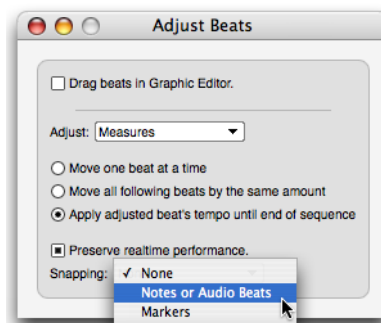 Adjust Beats
Drag beats in Graphic Editor.
Adjust: Measures
Move one beat at a time
Move all following beats by the same amount
Apply adjusted beat's tempo until end of sequence
Preserve realtime performance.
Snapping: ✓ None
Notes or Audio Beats
Markers